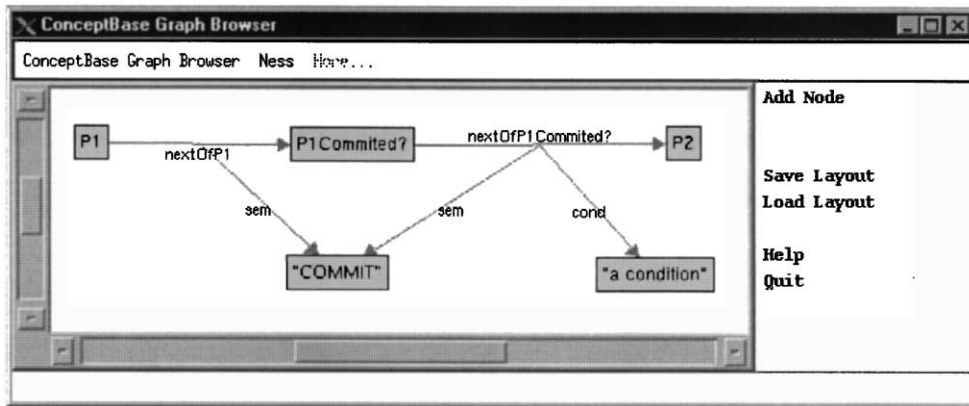 ConceptBase Graph Browser
ConceptBase Graph Browser Ness
Add Node
P1
nextOfP1
P1Commited?
nextOfP1Commited?
P2
Save Layout
Load Layout
sem
sem
cond
Help
Quit
"COMMIT"
"a condition"